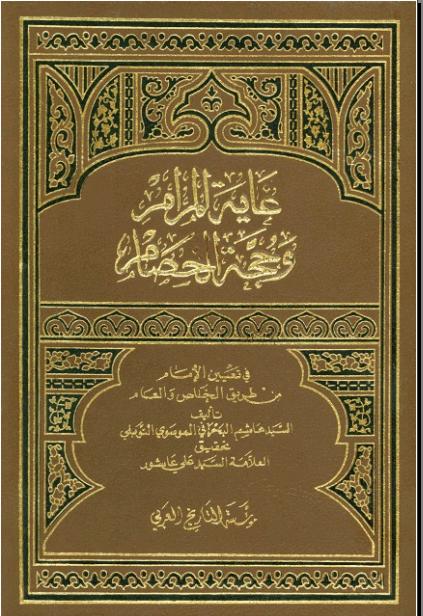 غاية المرام
وحجة الخصام
في تعيين الإمام
من طريق الخاص والعام
تأليف
السيد هاشم البحراني الموسوي التوبلي
تحقيق
العلامة السيد علي عاشور
مؤسسة التاريخ العربي